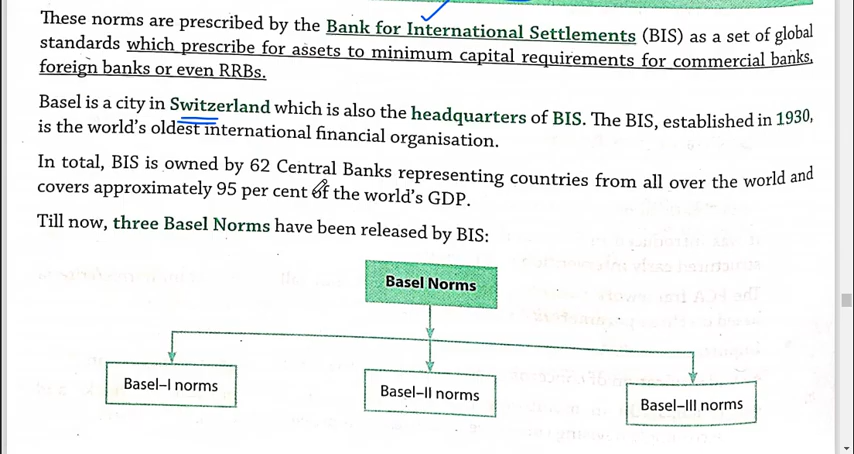 These norms are prescribed by the Bank for International Settlements (BIS) as a set of global
standards which prescribe for assets to minimum capital requirements for commercial banks,
foreign banks or even RRBs.
Basel is a city in Switzerland which is also the headquarters of BIS. The BIS, established in 1930,
is the world's oldest international financial organisation.
In total, BIS is owned by 62 Central Banks representing countries from all over the world and
covers approximately 95 per cent of the world's GDP.
Till now, three Basel Norms have been released by BIS:
Basel Norms
Basel–I norms
Basel–II norms
Basel–III norms